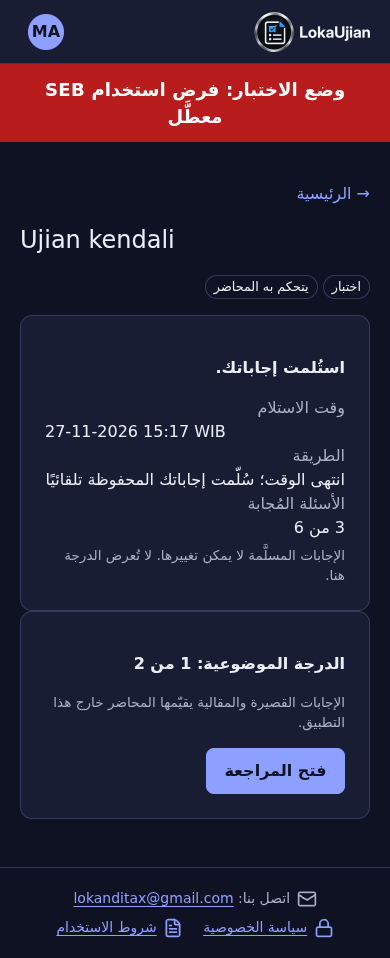 LokaUjian
MA
وضع الاختبار: فرض استخدام SEB
معطَّل
→ الرئيسية
Ujian kendali
اختبار
يتحكم به المحاضر
استُلمت إجاباتك.
وقت الاستلام
27-11-2026 15:17 WIB
الطريقة
انتهى الوقت؛ سُلّمت إجاباتك المحفوظة تلقائيًا
الأسئلة المُجابة
3 من 6
الإجابات المسلَّمة لا يمكن تغييرها. لا تُعرض الدرجة
هنا.
الدرجة الموضوعية: 1 من 2
الإجابات القصيرة والمقالية يقيّمها المحاضر خارج هذا
التطبيق.
فتح المراجعة
اتصل بنا: lokanditax@gmail.com
سياسة الخصوصية
شروط الاستخدام